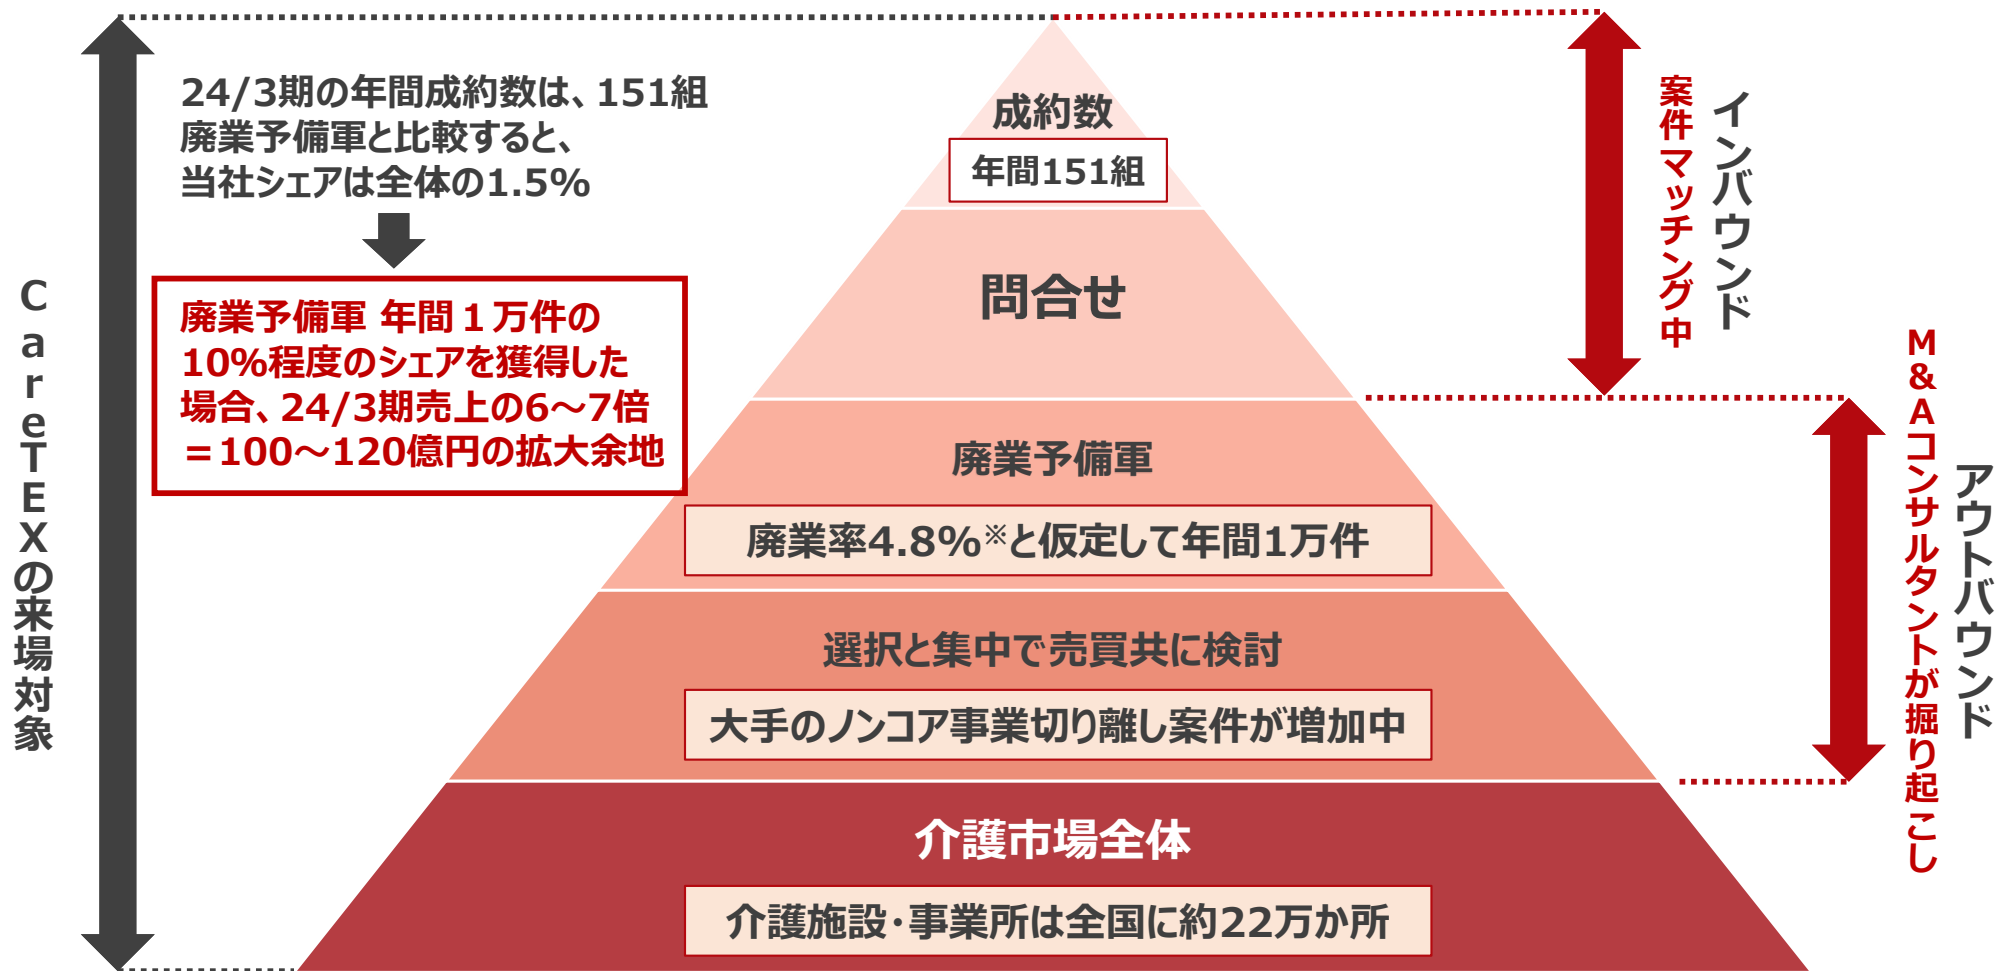 24/3期の年間成約数は、151組
廃業予備軍と比較すると、
当社シェアは全体の1.5%
廃業予備軍 年間１万件の
10%程度のシェアを獲得した
場合、24/3期売上の6～7倍
＝100～120億円の拡大余地
CareTEXの来場対象
成約数
年間151組
問合せ
廃業予備軍
廃業率4.8%※と仮定して年間1万件
選択と集中で売買共に検討
大手のノンコア事業切り離し案件が増加中
介護市場全体
介護施設・事業所は全国に約22万か所
インバウンド
案件マッチング中
アウトバウンド
M&Aコンサルタントが掘り起こし